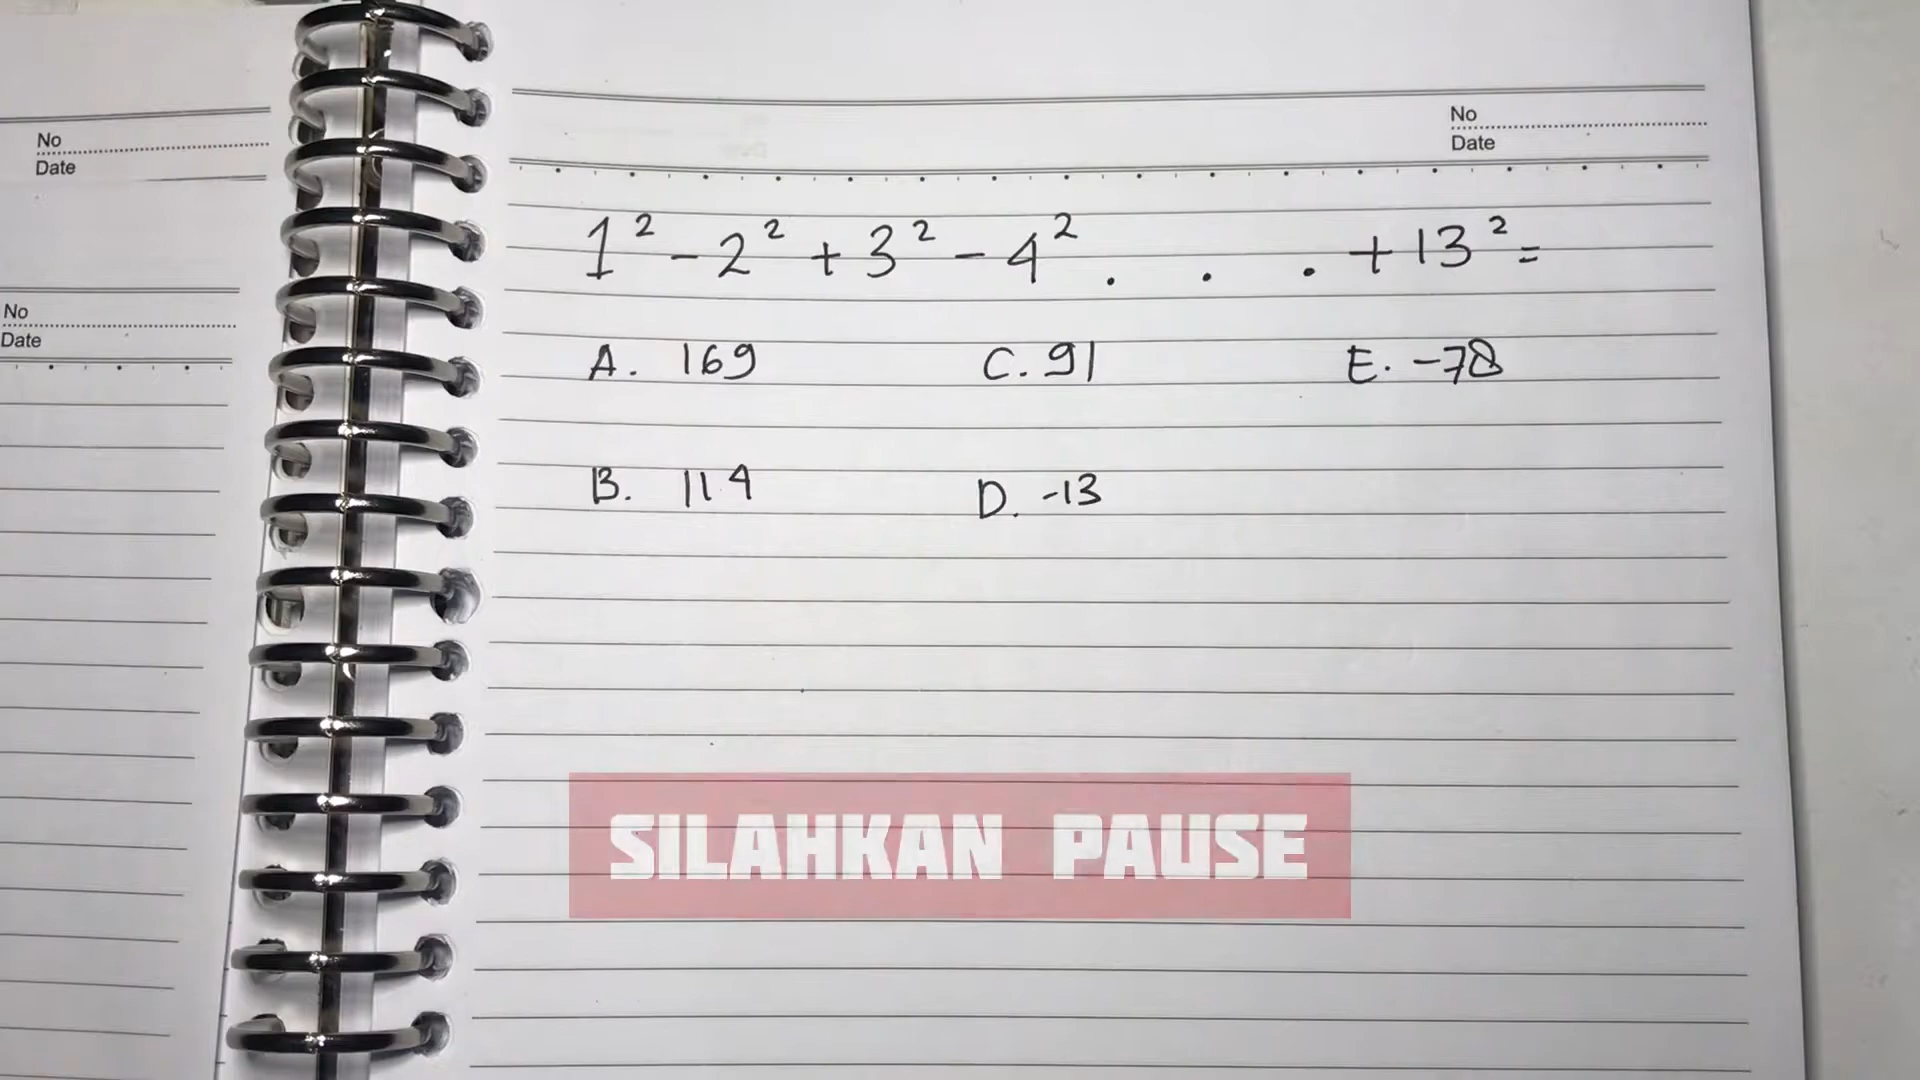 No
Date
No
Date
No
Date
1² - 2² + 3² - 4² . . . + 13² =
A. 169 C. 91 E. -78
B. 114 D. -13
SILAHKAN PAUSE